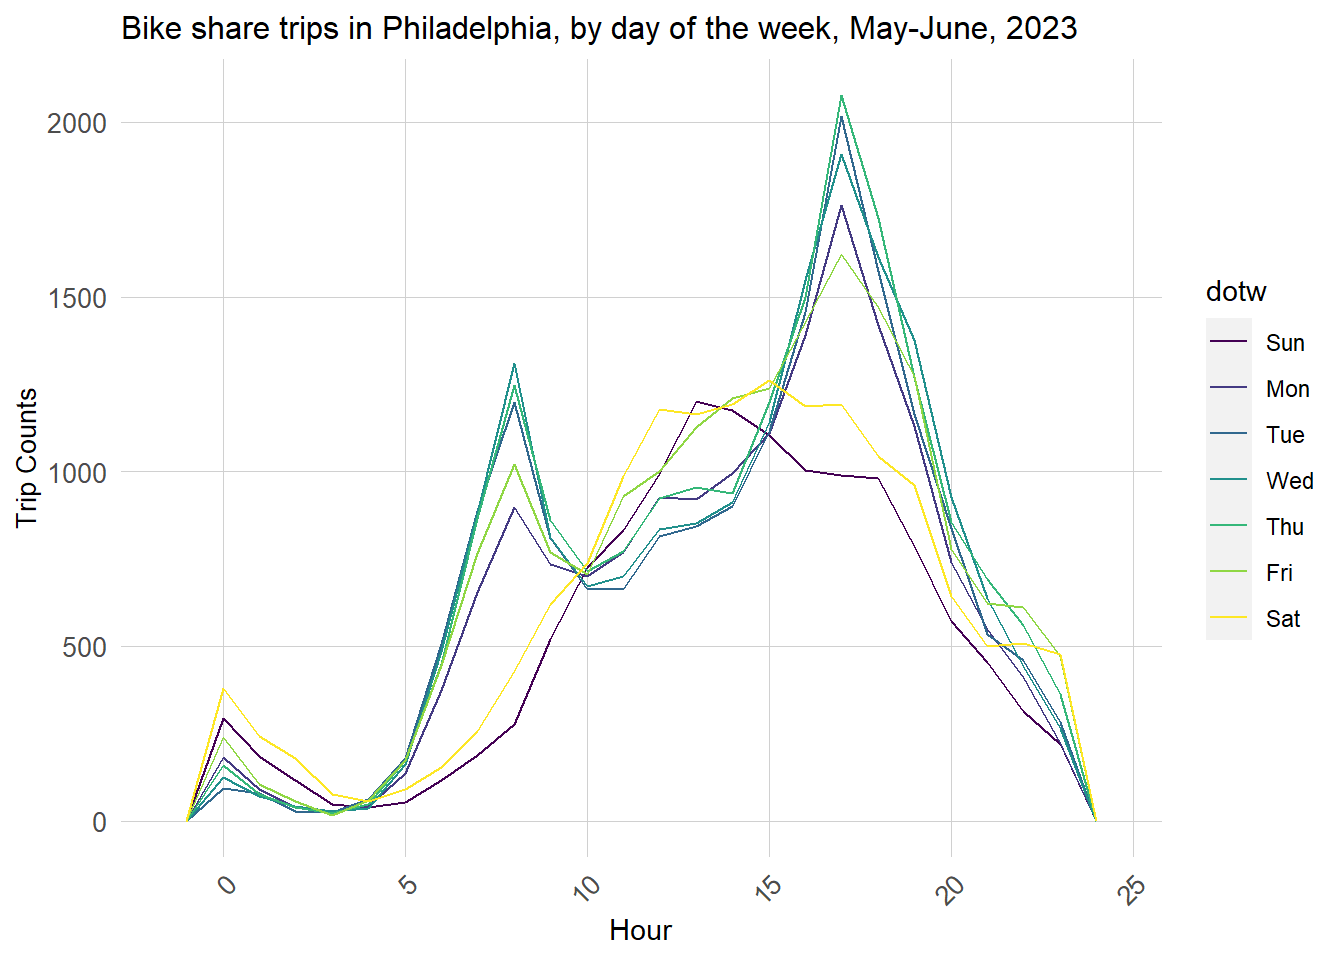 Bike share trips in Philadelphia, by day of the week, May-June, 2023
2000
1500
1000
500
0
Trip Counts
0
5
10
15
20
25
Hour
dotw
Sun
Mon
Tue
Wed
Thu
Fri
Sat